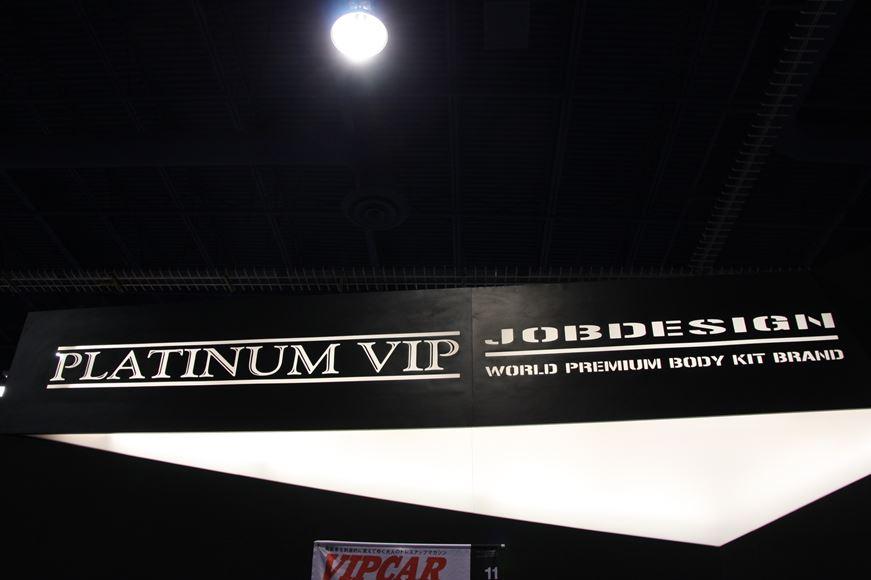 PLATINUM VIP
JOBDESIGN
WORLD PREMIUM BODY KIT BRAND
VIPCAR
11